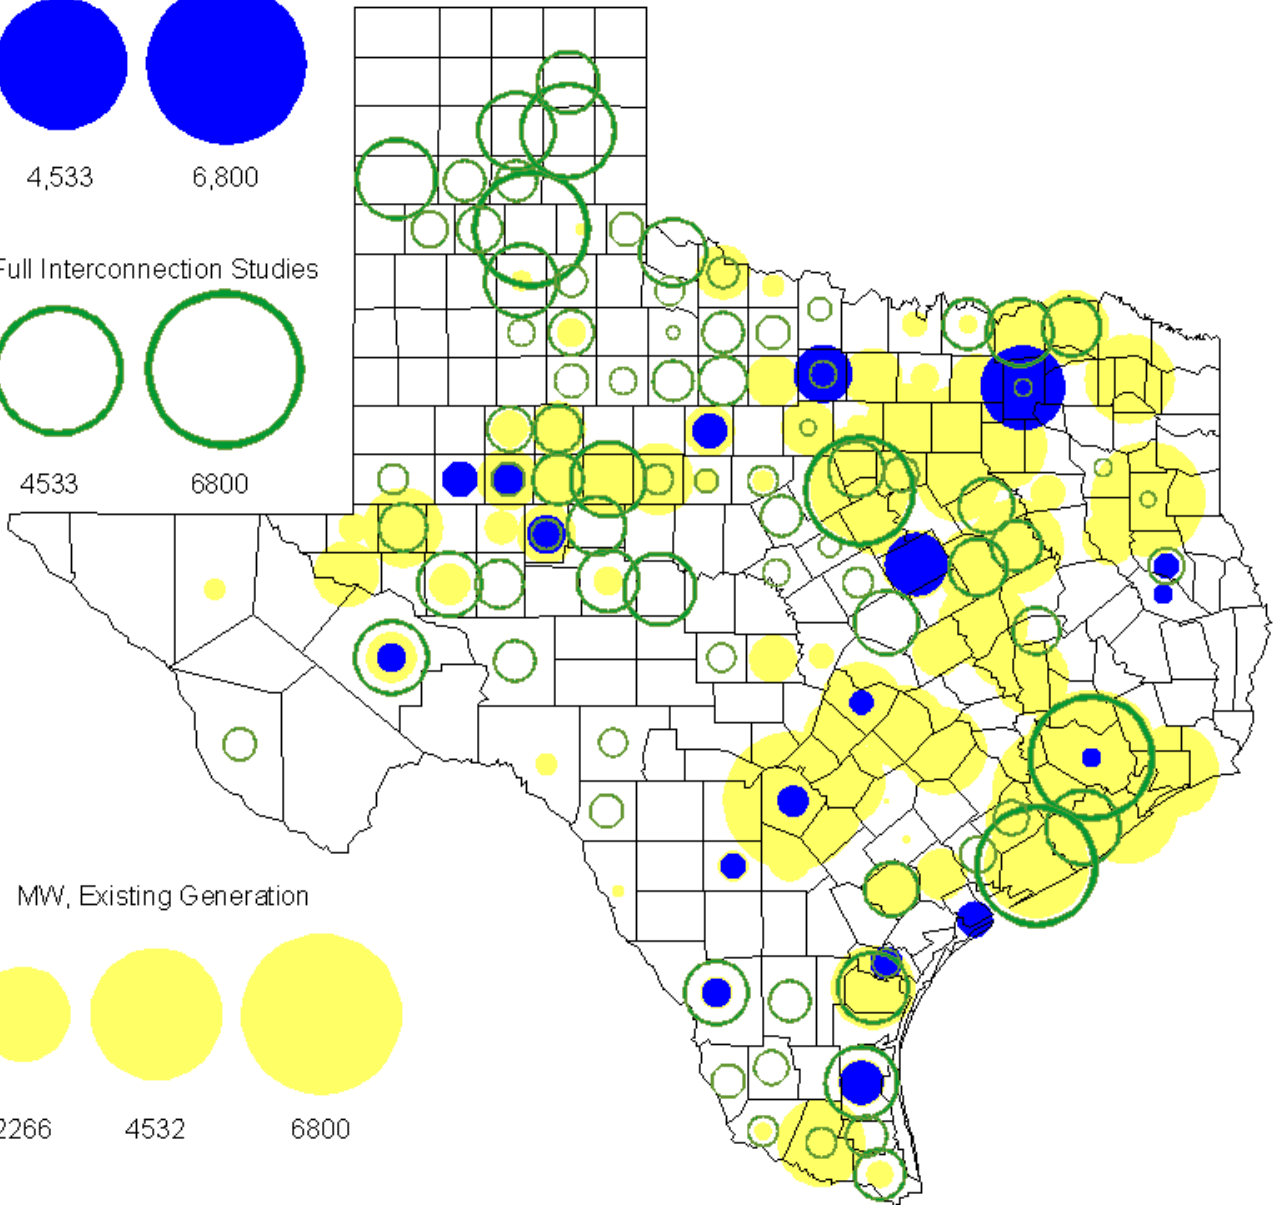 4,533 6,800
Full Interconnection Studies
4533 6800
MW, Existing Generation
2266 4532 6800